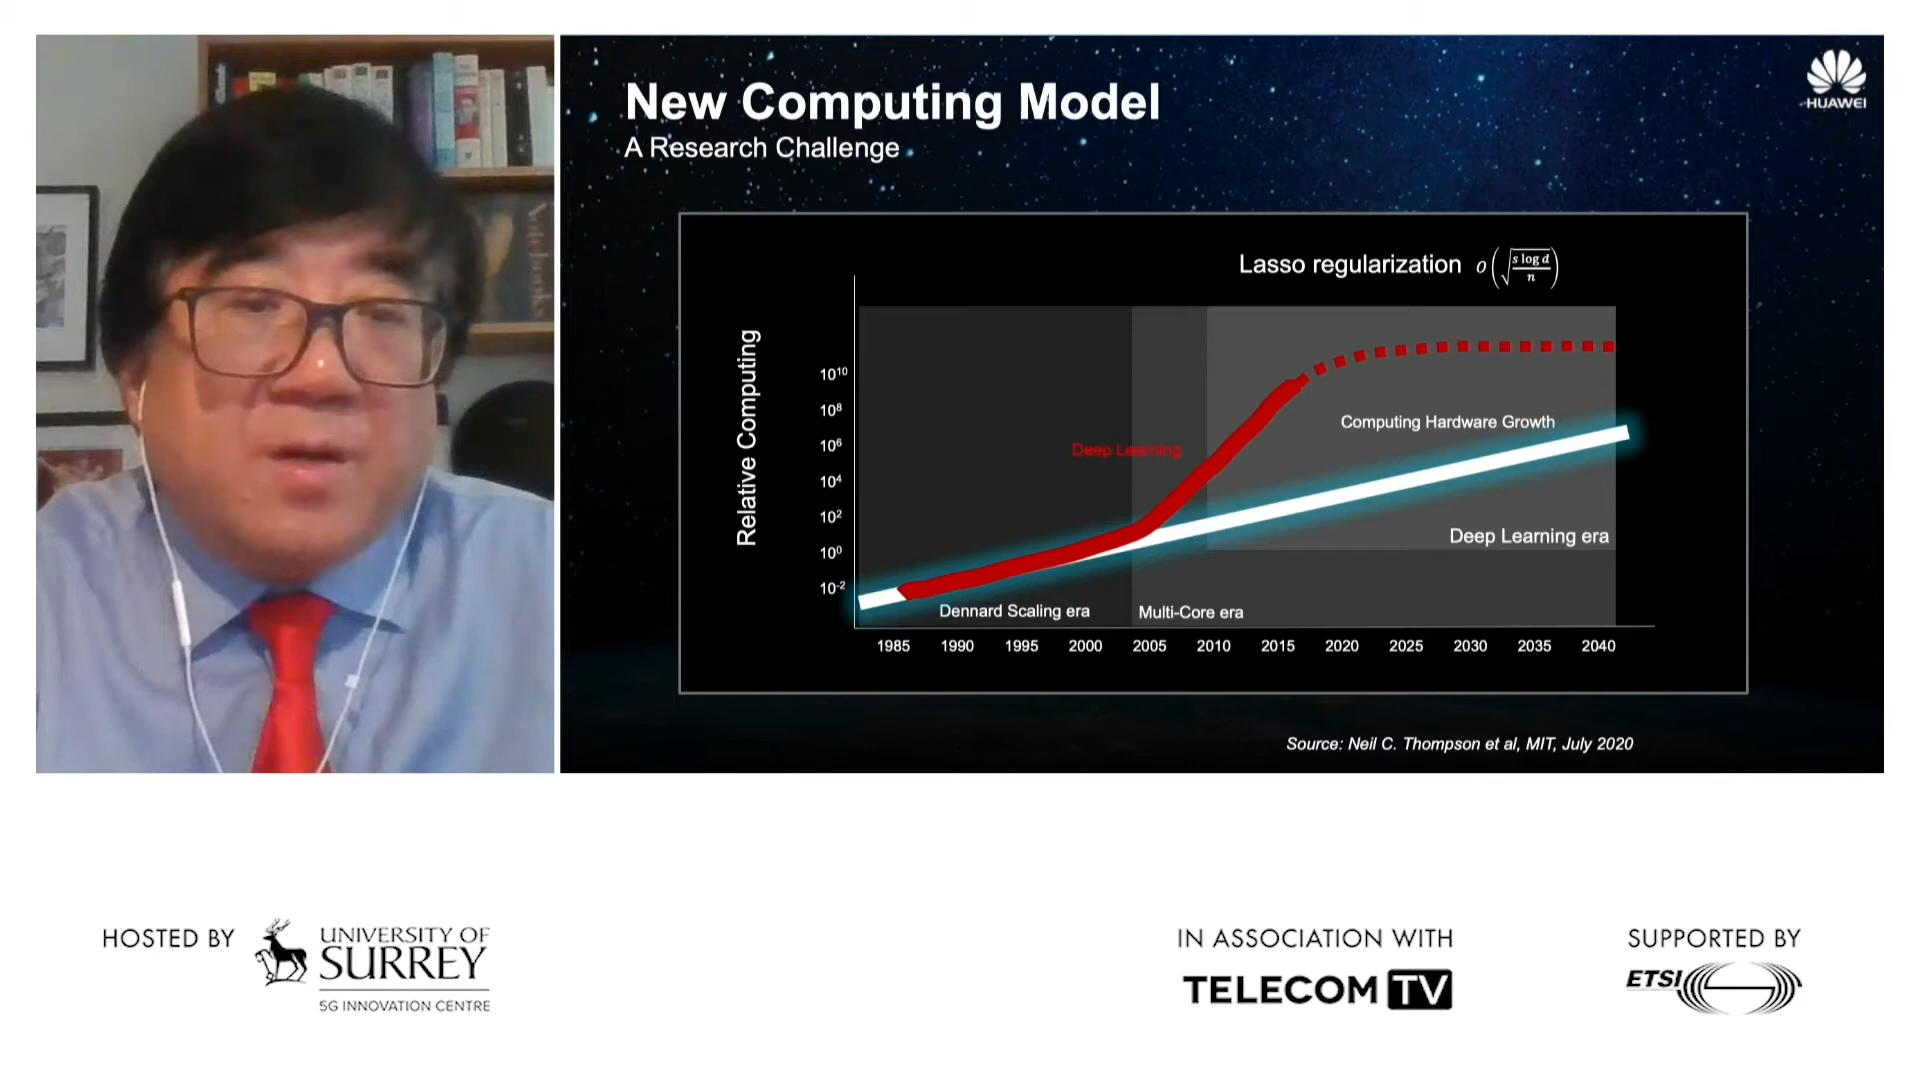 New Computing Model
A Research Challenge
HUAWEI
Lasso regularization O(√(s log d / n))
Relative Computing
10¹⁰
10⁸
10⁶
10⁴
10²
10⁰
10⁻²
Deep Learning
Computing Hardware Growth
Deep Learning era
Dennard Scaling era
Multi-Core era
1985 1990 1995 2000 2005 2010 2015 2020 2025 2030 2035 2040
Source: Neil C. Thompson et al, MIT, July 2020
HOSTED BY
UNIVERSITY OF
SURREY
5G INNOVATION CENTRE
IN ASSOCIATION WITH
TELECOM TV
SUPPORTED BY
ETSI